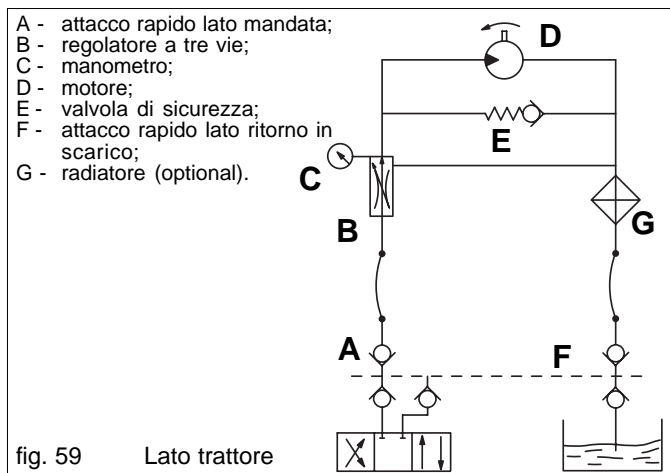 A - attacco rapido lato mandata;
B - regolatore a tre vie;
C - manometro;
D - motore;
E - valvola di sicurezza;
F - attacco rapido lato ritorno in
scarico;
G - radiatore (optional).
D
E
C
B
G
A
F
fig. 59 Lato trattore